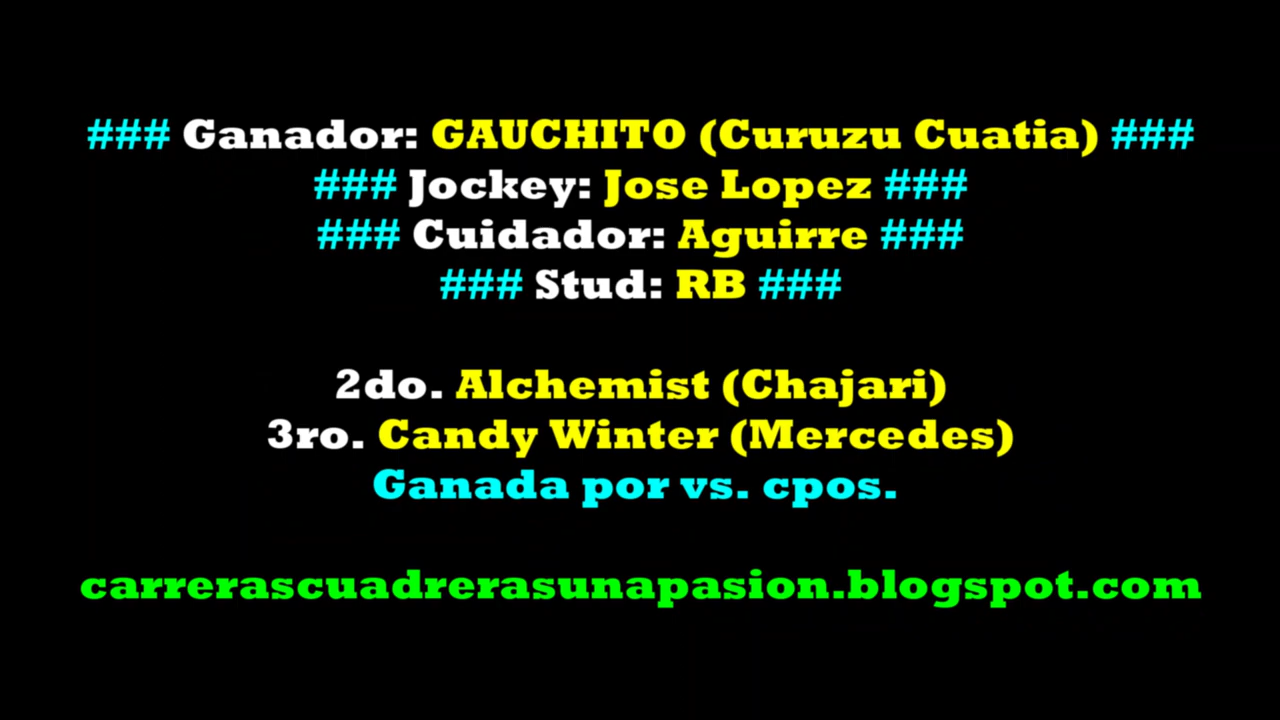 ### Ganador: GAUCHITO (Curuzu Cuatia) ###
### Jockey: Jose Lopez ###
### Cuidador: Aguirre ###
### Stud: RB ###
2do. Alchemist (Chajari)
3ro. Candy Winter (Mercedes)
Ganada por vs. cpos.
carrerascuadrerasunapasion.blogspot.com